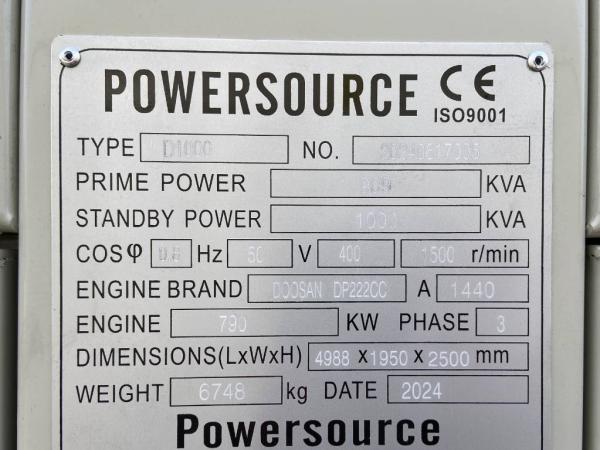 POWERSOURCE CE
ISO9001
TYPE D1000 NO.
PRIME POWER KVA
STANDBY POWER KVA
COSφ Hz 50 V 400 1500 r/min
ENGINE BRAND DOOSAN DP222CC A 1440
ENGINE 790 KW PHASE 3
DIMENSIONS(LxWxH) 4988 x 1950 x 2500 mm
WEIGHT 6748 kg DATE 2024
Powersource